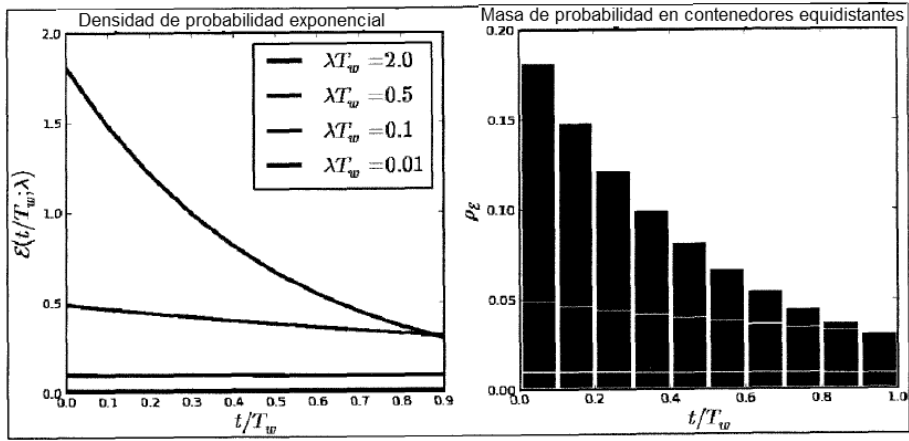 Densidad de probabilidad exponencial
2.0
1.5
1.0
0.5
0.0
ℰ(t/T_w;λ)
λT_w =2.0
λT_w =0.5
λT_w =0.1
λT_w =0.01
0.0 0.1 0.2 0.3 0.4 0.5 0.6 0.7 0.8 0.9
t/T_w
Masa de probabilidad en contenedores equidistantes
0.20
0.15
0.10
0.05
0.00
ρ_ℰ
0.0 0.2 0.4 0.6 0.8 1.0
t/T_w